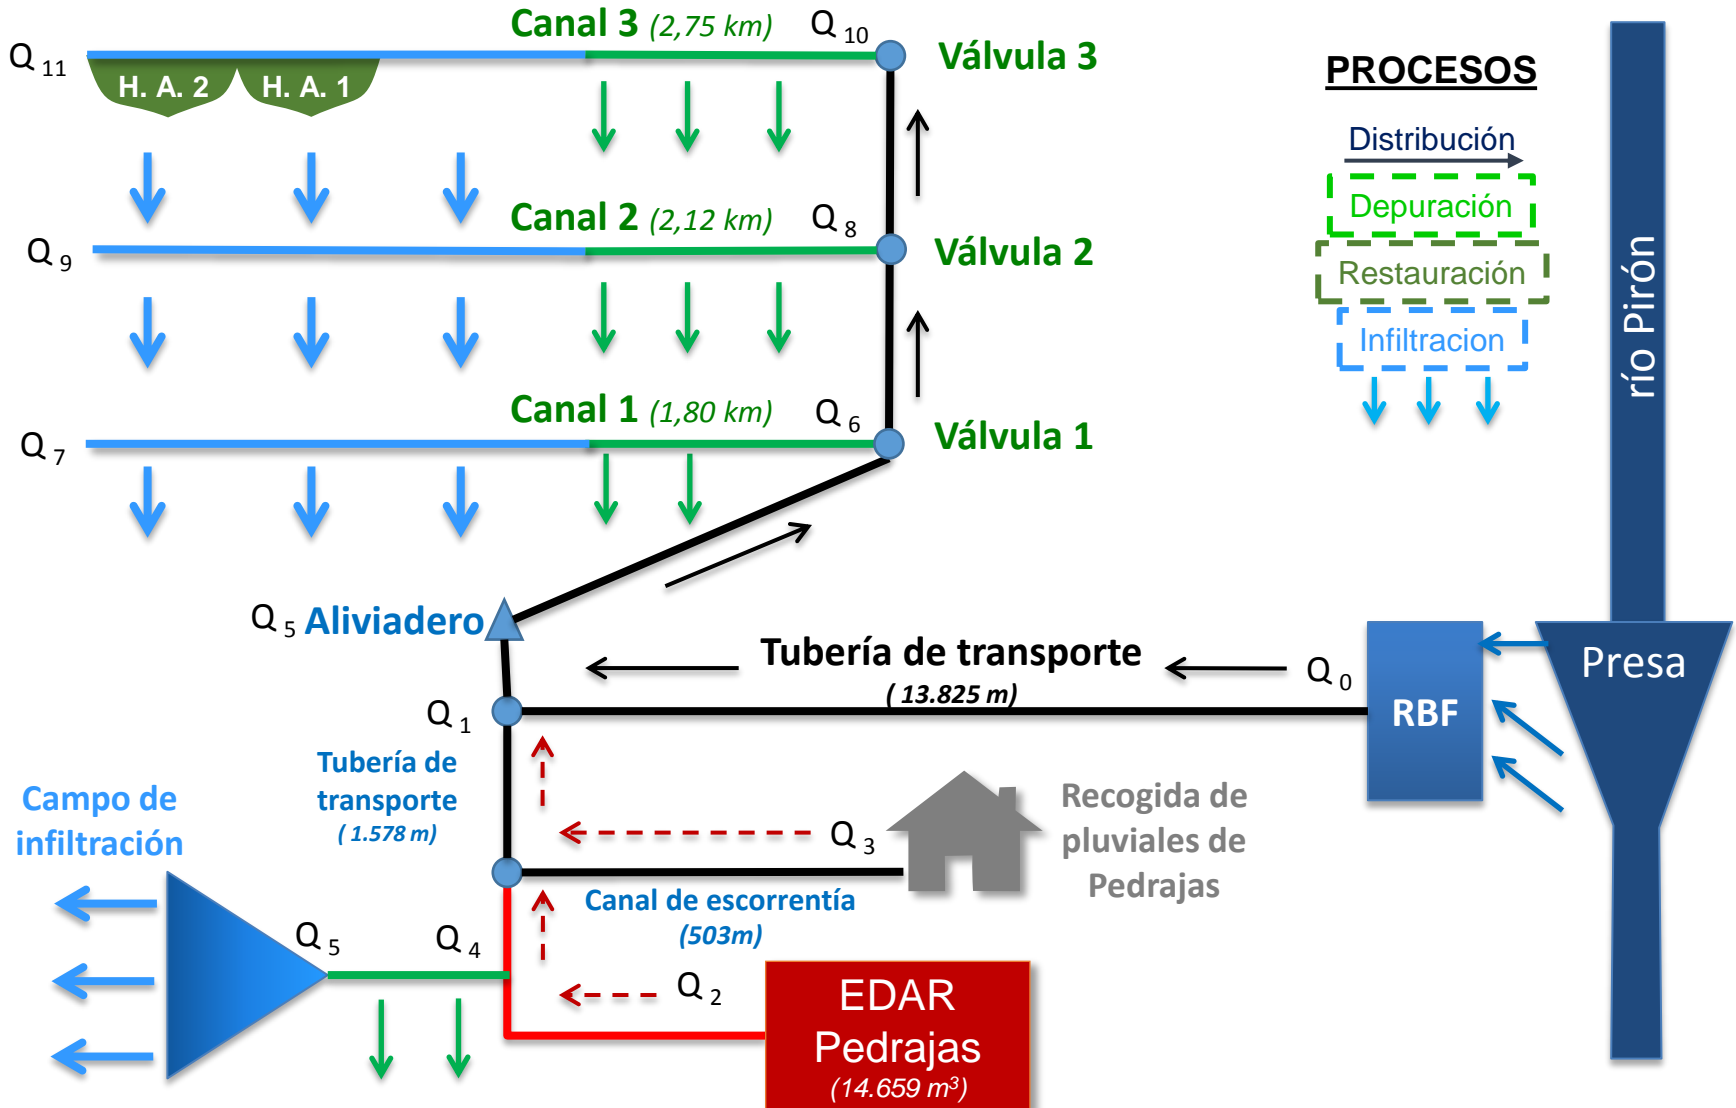 Canal 3 (2,75 km)
Q 10
Válvula 3
Q 11
H. A. 2
H. A. 1
PROCESOS
Distribución
Depuración
Restauración
Infiltracion
río Pirón
Canal 2 (2,12 km)
Q 8
Válvula 2
Q 9
Canal 1 (1,80 km)
Q 6
Válvula 1
Q 7
Q 5 Aliviadero
Tubería de transporte
( 13.825 m)
Q 0
RBF
Presa
Q 1
Tubería de
transporte
( 1.578 m)
Campo de
infiltración
Q 3
Recogida de
pluviales de
Pedrajas
Canal de escorrentía
(503m)
Q 5
Q 4
Q 2
EDAR
Pedrajas
(14.659 m³)